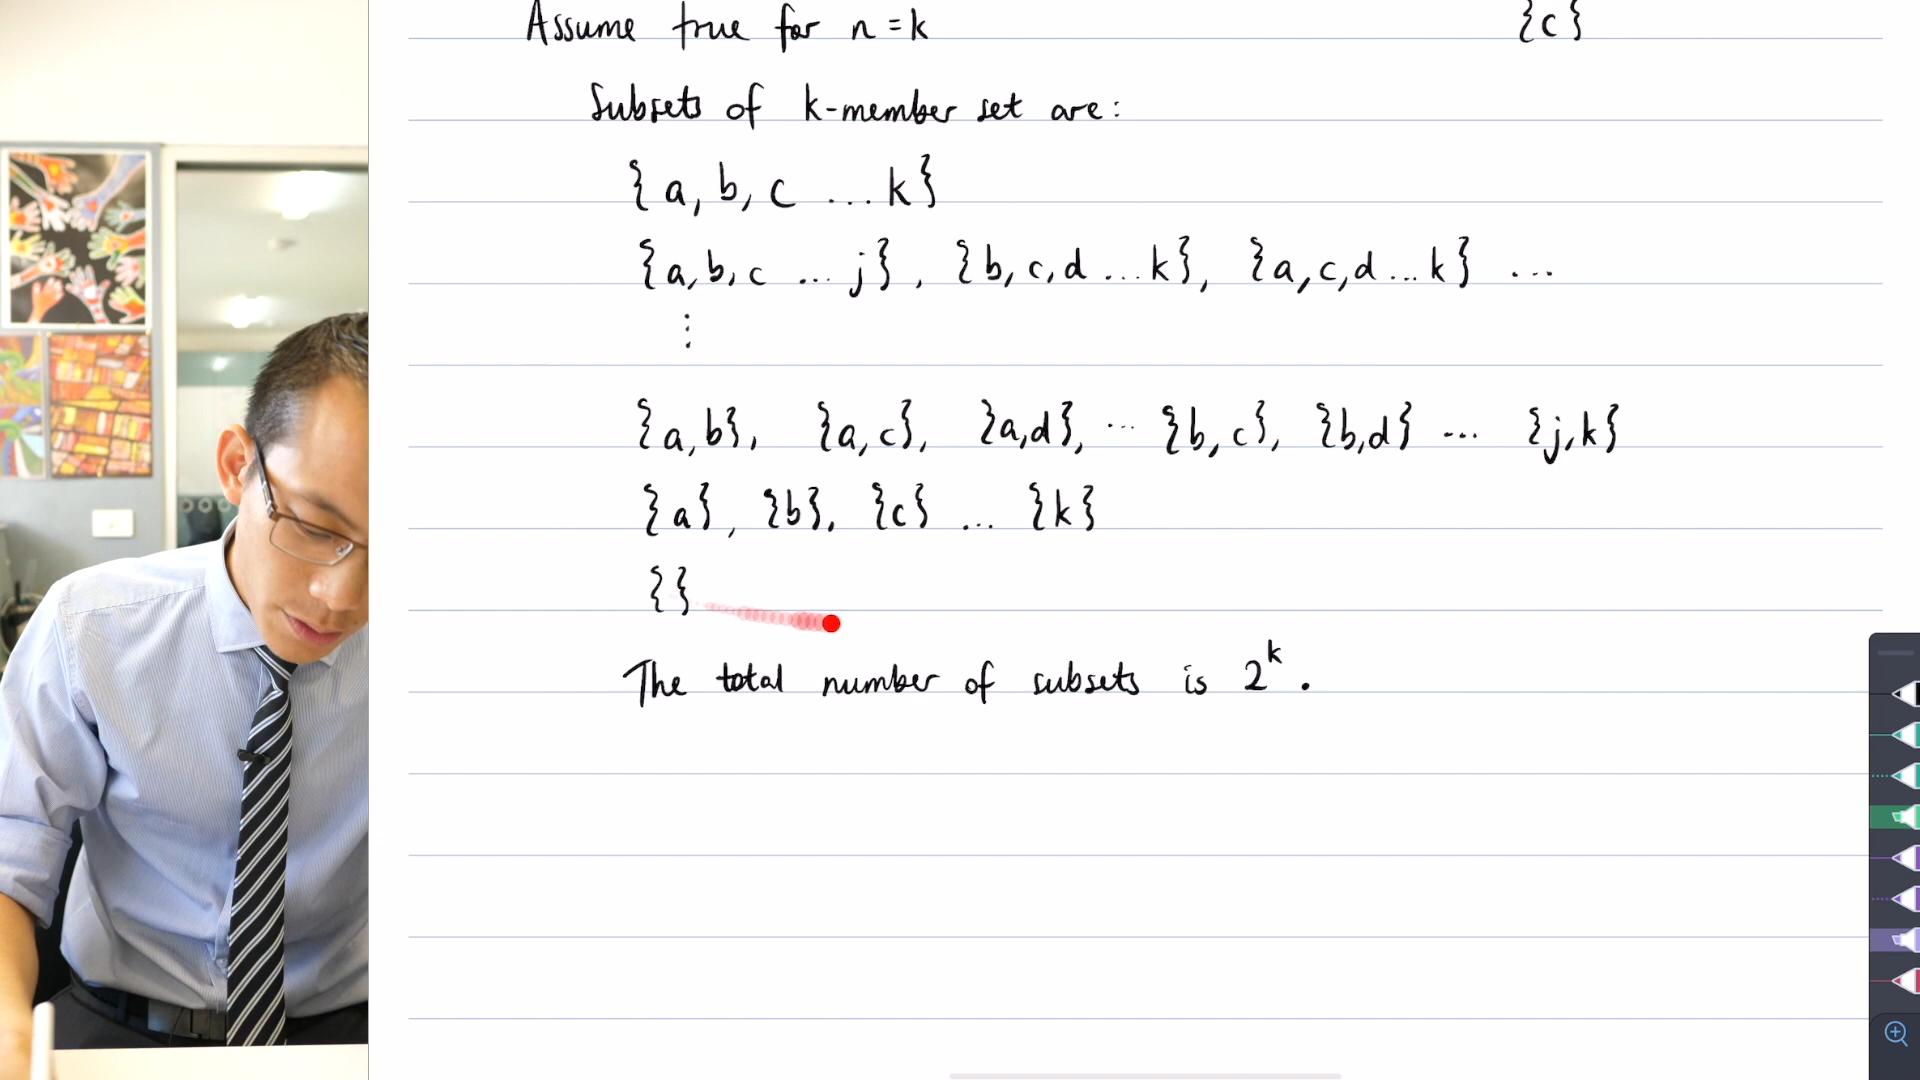 Assume true for n = k
{c}
Subsets of k-member set are:
{a, b, c ... k}
{a, b, c ... j}, {b, c, d ... k}, {a, c, d ... k} ...
⋮
{a, b}, {a, c}, {a, d}, ... {b, c}, {b, d} ... {j, k}
{a}, {b}, {c} ... {k}
{}
The total number of subsets is 2^k.